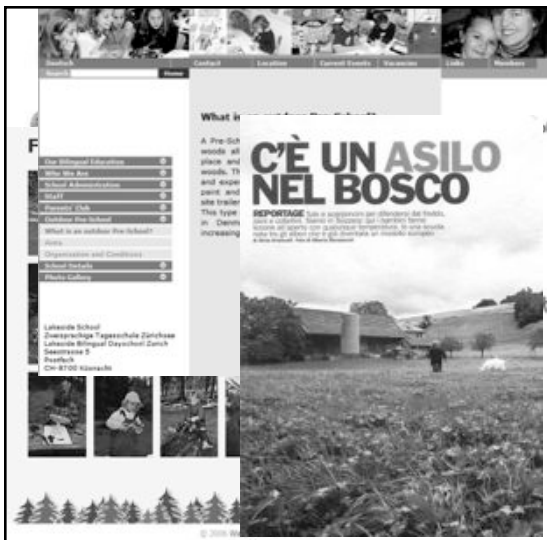 Deutsch Contact Location Current Events Vacancies Links Members
Search Home
What is an outdoor Pre-School?
A Pre-Sch
woods all
place and
woods. Th
and exper
paint and
site trailer
This type
in Denm
increasing
F
Our Bilingual Education
Who We Are
School Administration
Staff
Parents' Club
Outdoor Pre-School
What is an outdoor Pre-School?
Aims
Organisation and Conditions
School Details
Photo Gallery
Lakeside School
Zweisprachige Tagesschule Zürichsee
Lakeside Bilingual Dayschool Zurich
Seestrasse 5
Postfach
CH-8700 Küsnacht
C'È UN ASILO
NEL BOSCO
REPORTAGE
© 2006